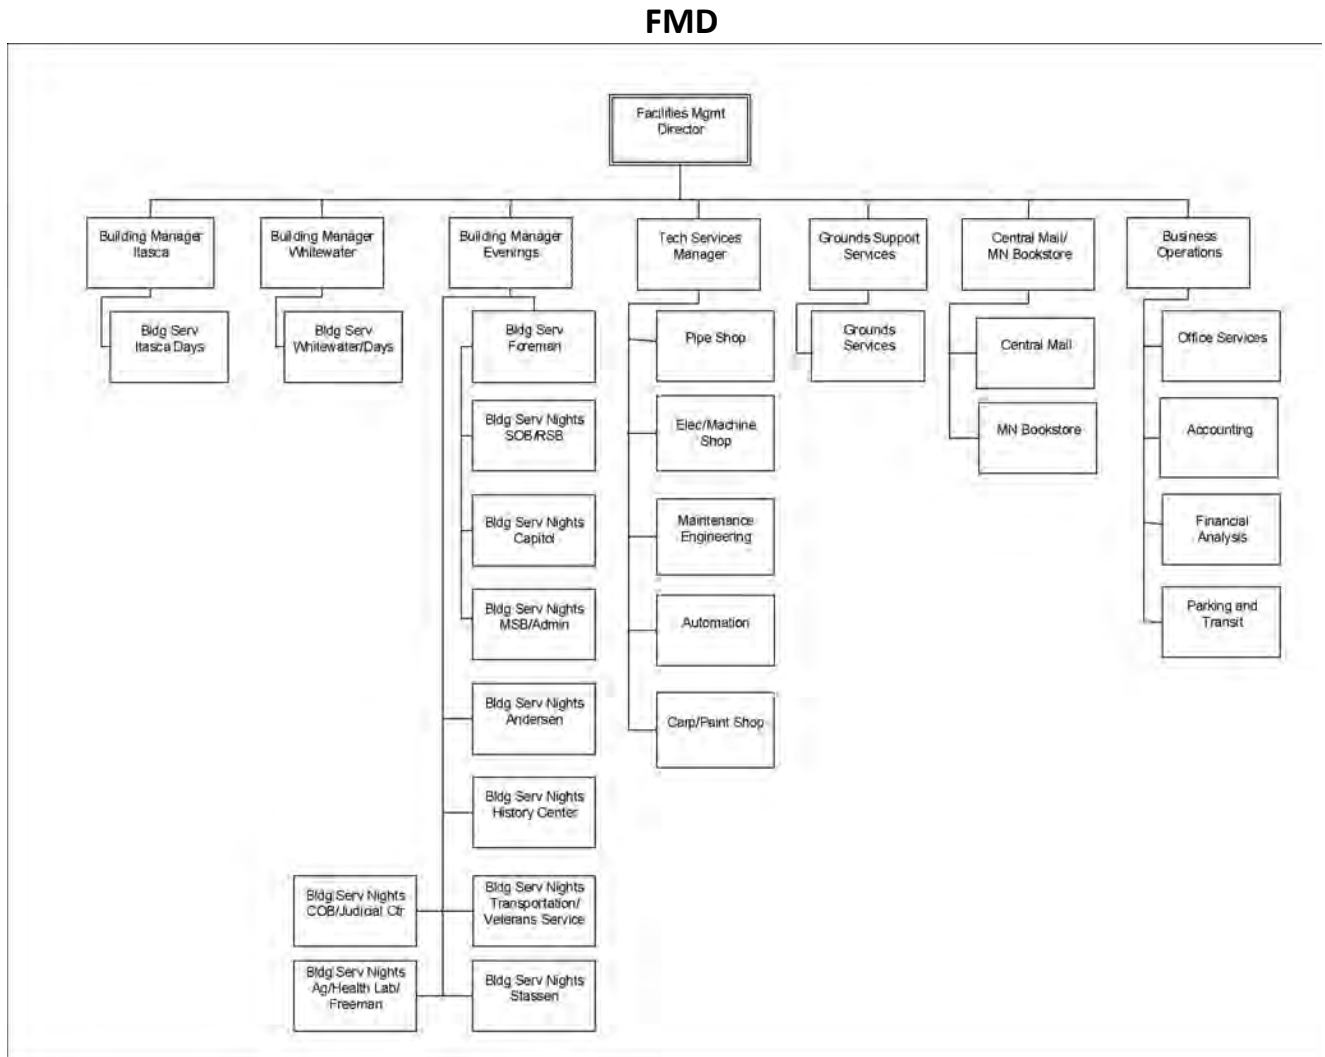 FMD
Facilities Mgmt
Director
Building Manager
Itasca
Building Manager
Whitewater
Building Manager
Evenings
Tech Services
Manager
Grounds Support
Services
Central Mail/
MN Bookstore
Business
Operations
Bldg Serv
Itasca Days
Bldg Serv
Whitewater/Days
Bldg Serv
Foreman
Pipe Shop
Grounds
Services
Central Mail
Office Services
Bldg Serv Nights
SOB/RSB
Elec/Machine
Shop
MN Bookstore
Accounting
Bldg Serv Nights
Capitol
Maintenance
Engineering
Financial
Analysis
Bldg Serv Nights
MSB/Admin
Automation
Parking and
Transit
Bldg Serv Nights
Andersen
Carp/Paint Shop
Bldg Serv Nights
History Center
Bldg Serv Nights
COB/Judicial Ctr
Bldg Serv Nights
Transportation/
Veterans Service
Bldg Serv Nights
Ag/Health Lab/
Freeman
Bldg Serv Nights
Stassen